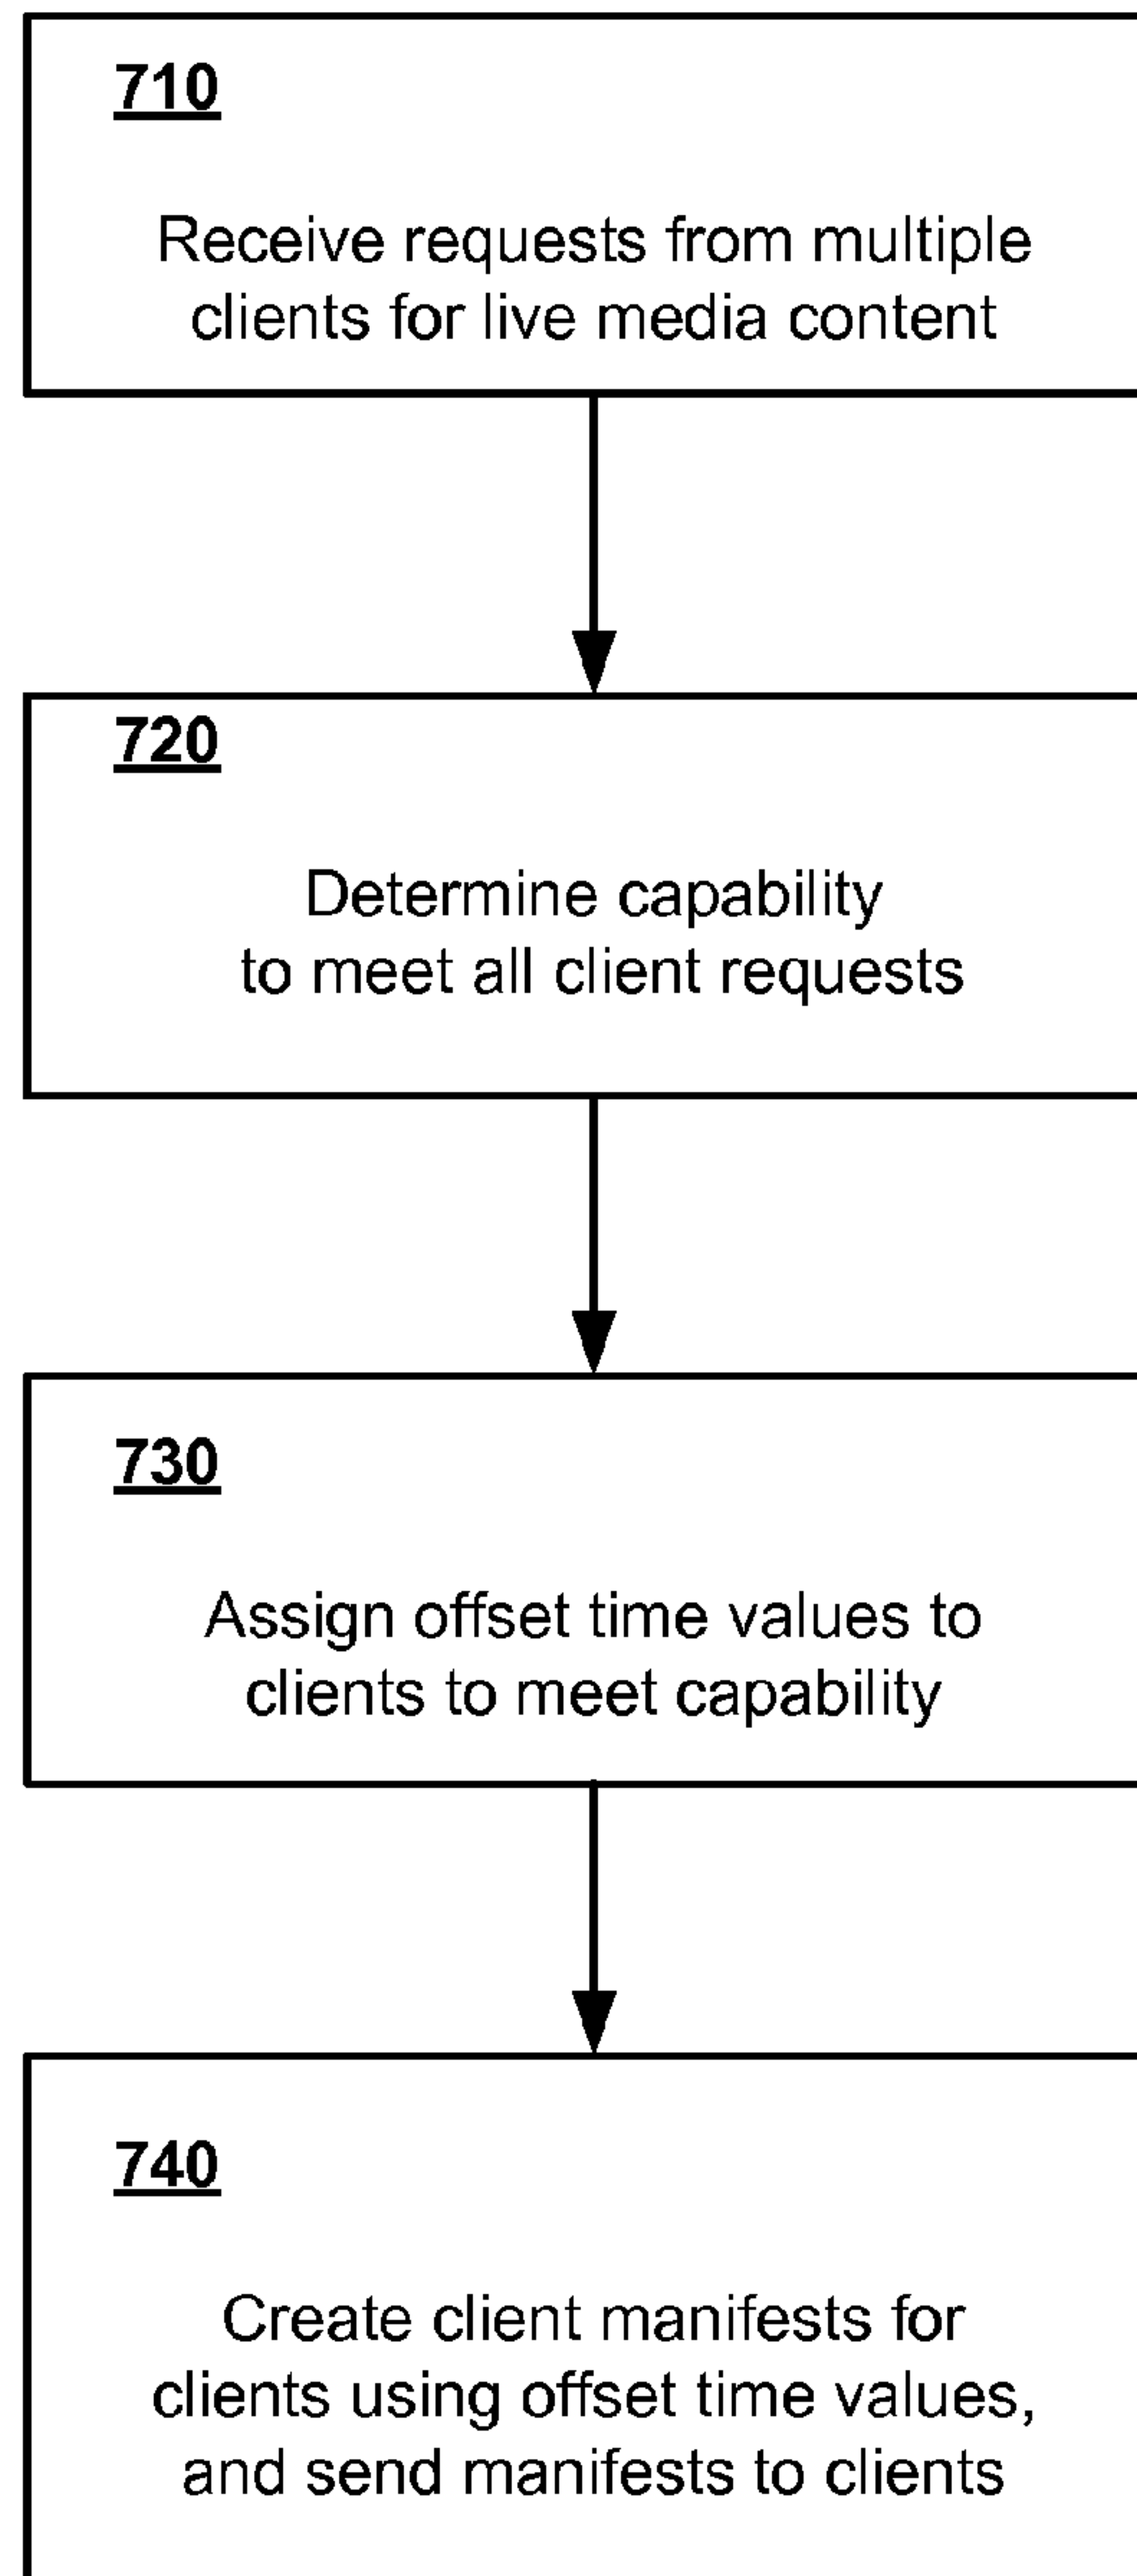 710
Receive requests from multiple
clients for live media content
720
Determine capability
to meet all client requests
730
Assign offset time values to
clients to meet capability
740
Create client manifests for
clients using offset time values,
and send manifests to clients